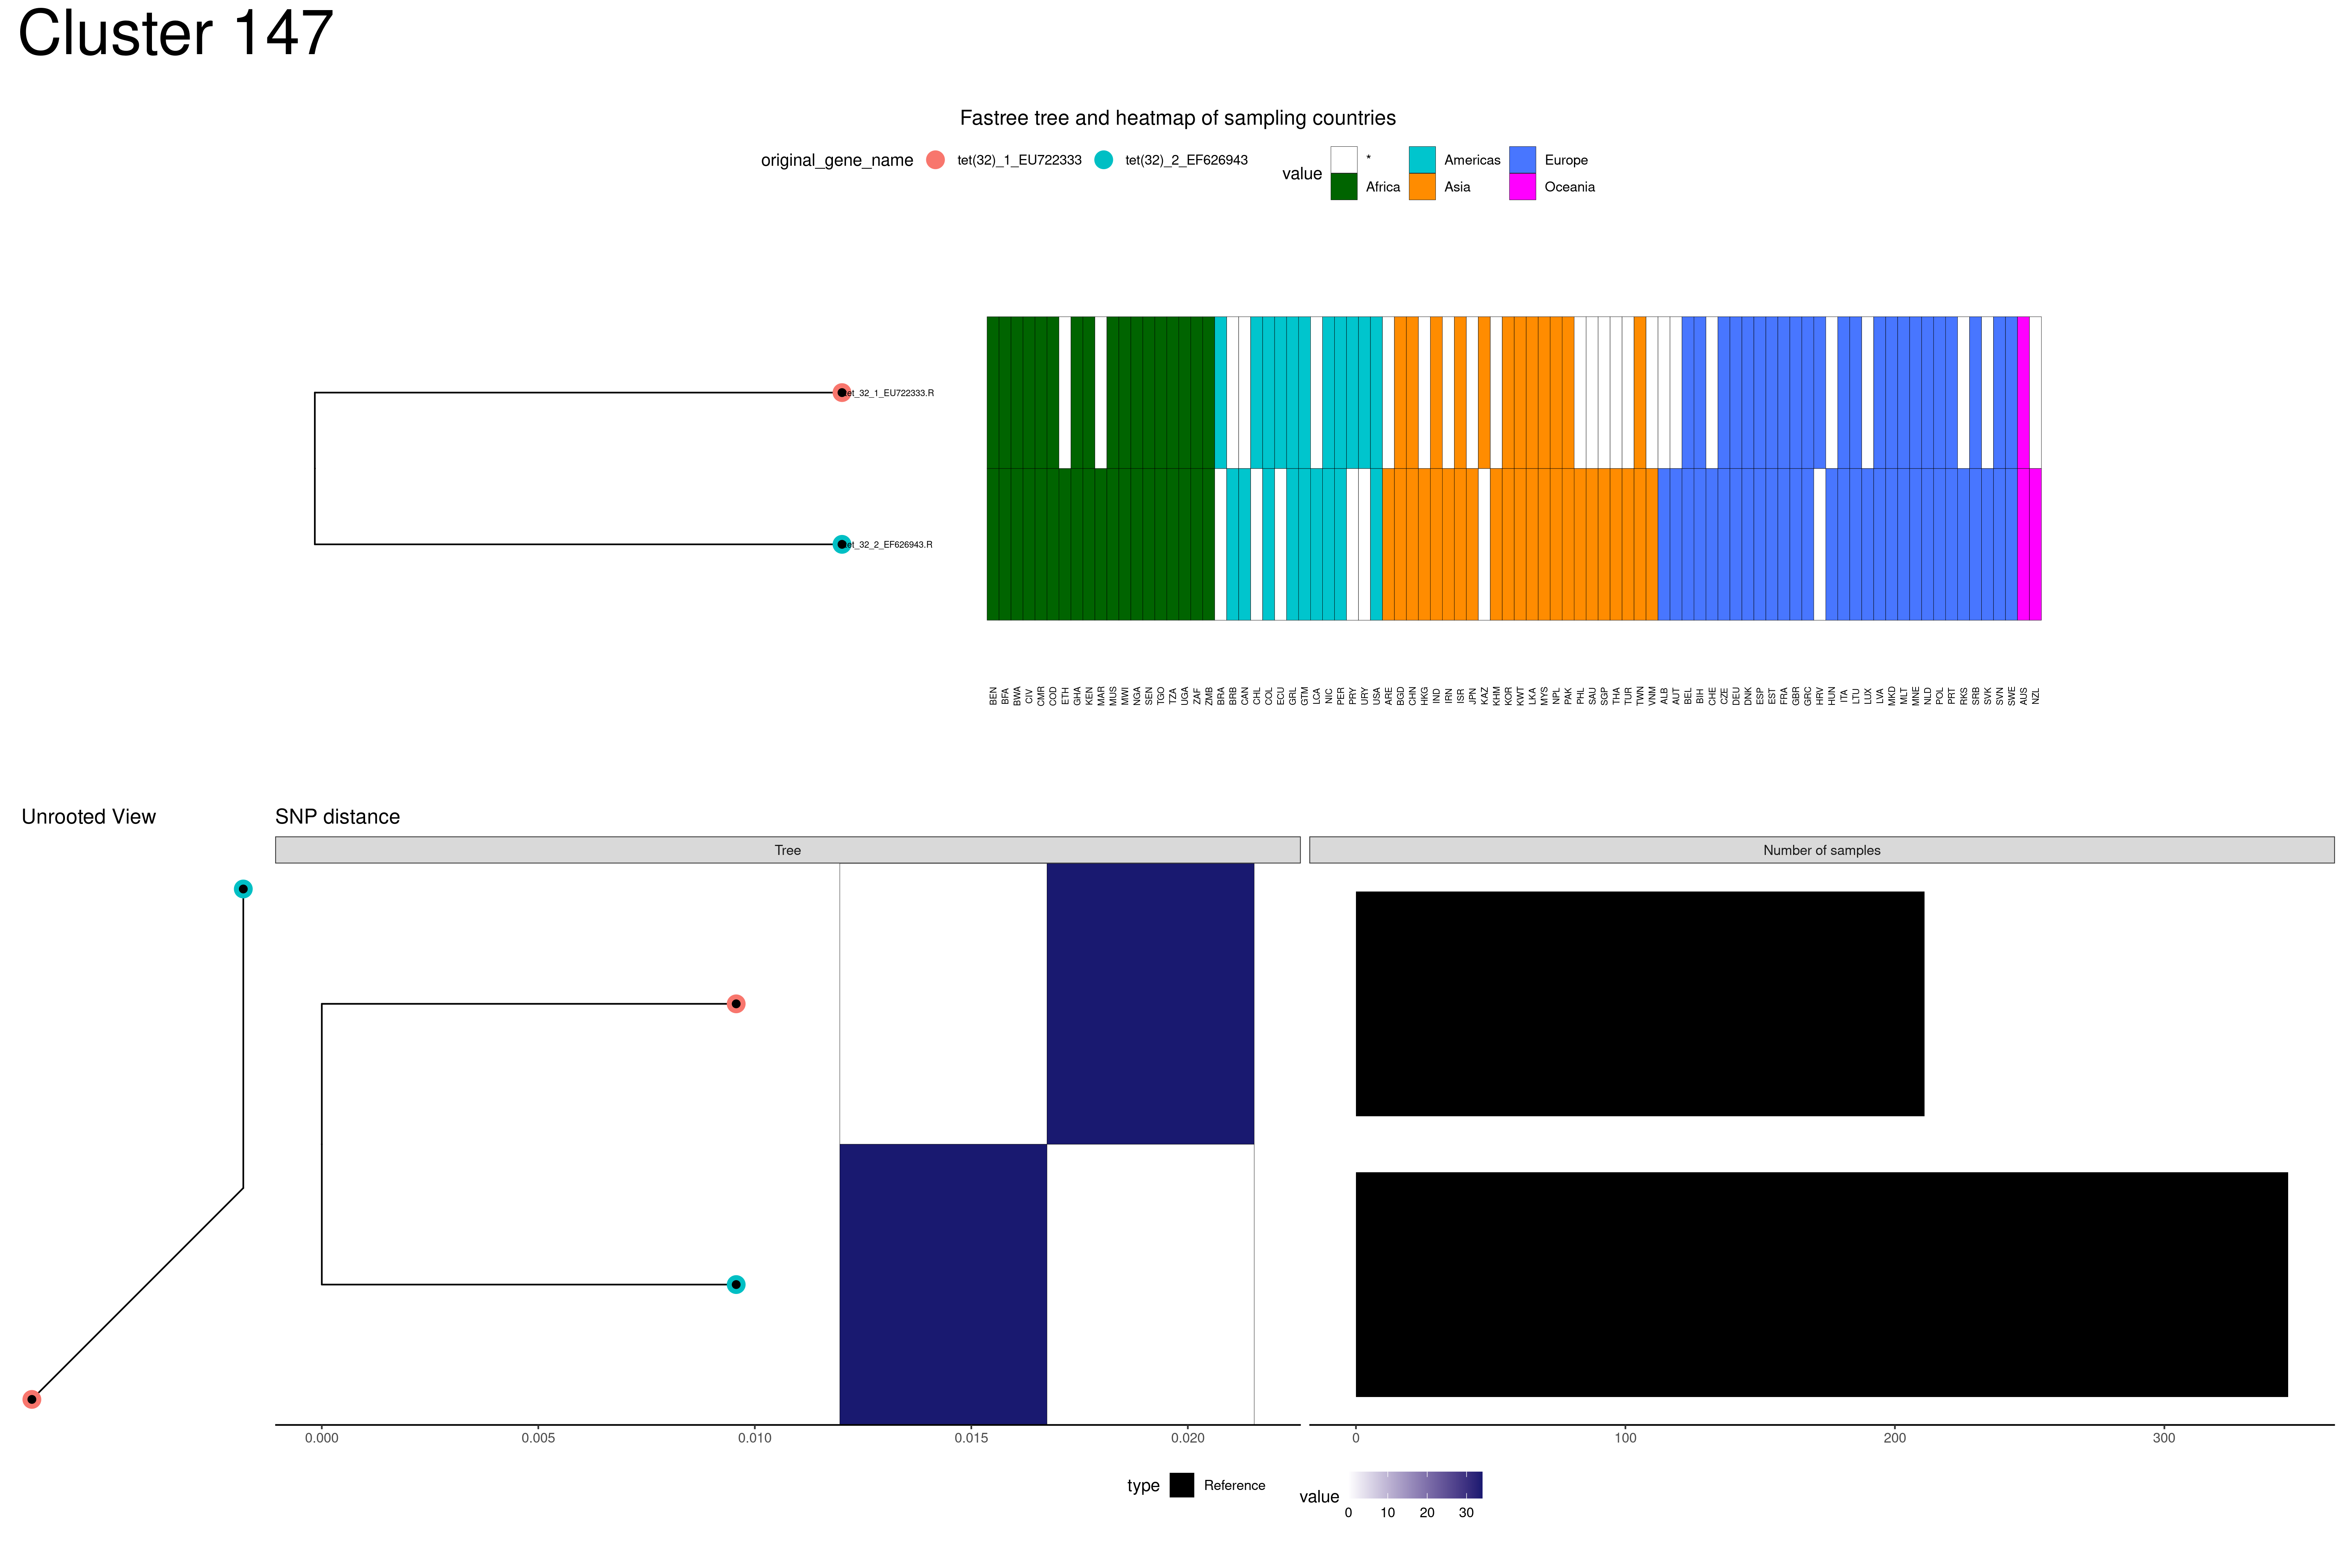 Cluster 147
Fastree tree and heatmap of sampling countries
original_gene_name tet(32)_1_EU722333 tet(32)_2_EF626943 value * Americas Europe
Africa Asia Oceania
et_32_1_EU722333.R
et_32_2_EF626943.R
BEN BFA BWA CIV CMR COD ETH GHA KEN MAR MUS MWI NGA SEN TGO TZA UGA ZAF ZMB BRA BRB CAN CHL COL ECU GRL GTM LCA NIC PER PRY URY USA ARE BGD CHN HKG IND IRN ISR JPN KAZ KHM KOR KWT LKA MYS NPL PAK PHL SAU SGP THA TUR TWN VNM ALB AUT BEL BIH CHE CZE DEU DNK ESP EST FRA GBR GRC HRV HUN ITA LTU LUX LVA MKD MLT MNE NLD POL PRT RKS SRB SVK SVN SWE AUS NZL
Unrooted View
SNP distance
Tree
Number of samples
0.000 0.005 0.010 0.015 0.020
0 100 200 300
type Reference
value
0 10 20 30